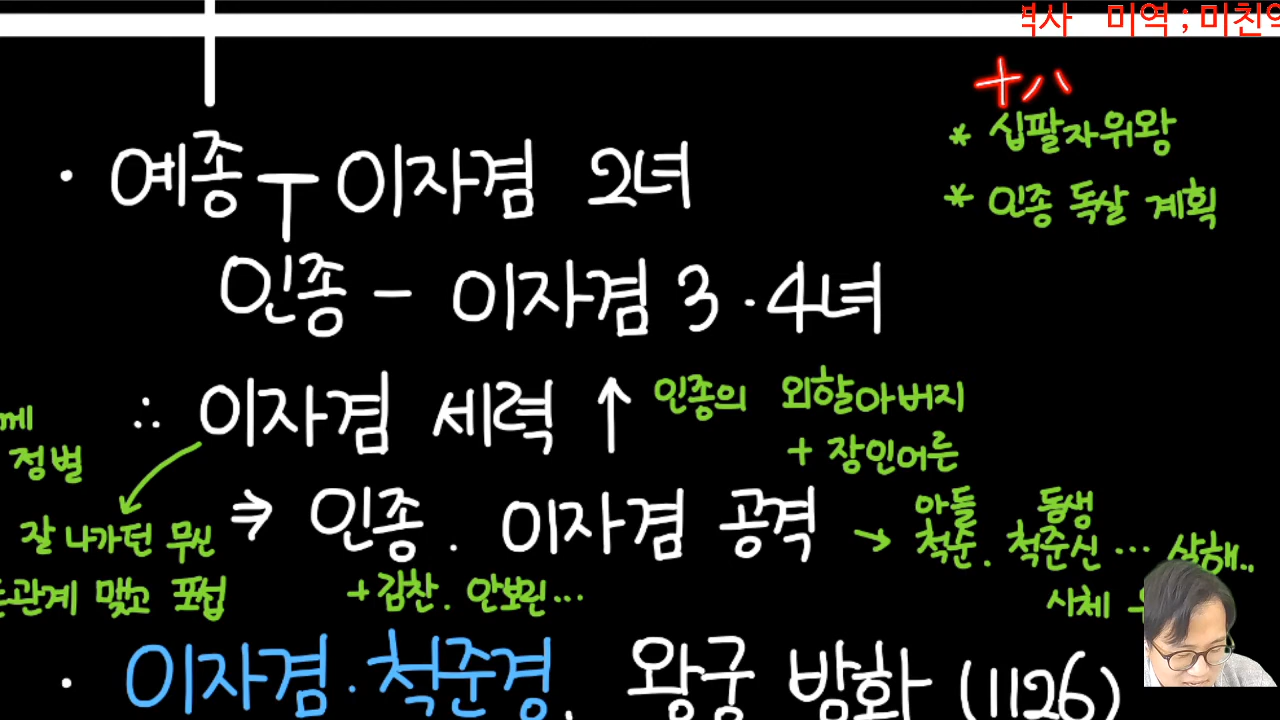 역사 미역 ; 미친역
十八
* 십팔자위왕
· 예종 ㅜ 이자겸 2녀
* 인종 독살 계획
인종 - 이자겸 3·4녀
∴ 이자겸 세력 ↑ 인종의 외할아버지
+ 장인어른
께
정벌
잘 나가던 무신
관계 맺고 포섭
⇒ 인종. 이자겸 공격 → 척순. 척준신 ··· 살해..
아들 동생
+ 김찬. 안보린···
시체
· 이자겸·척준경, 왕궁 방화 (1126)